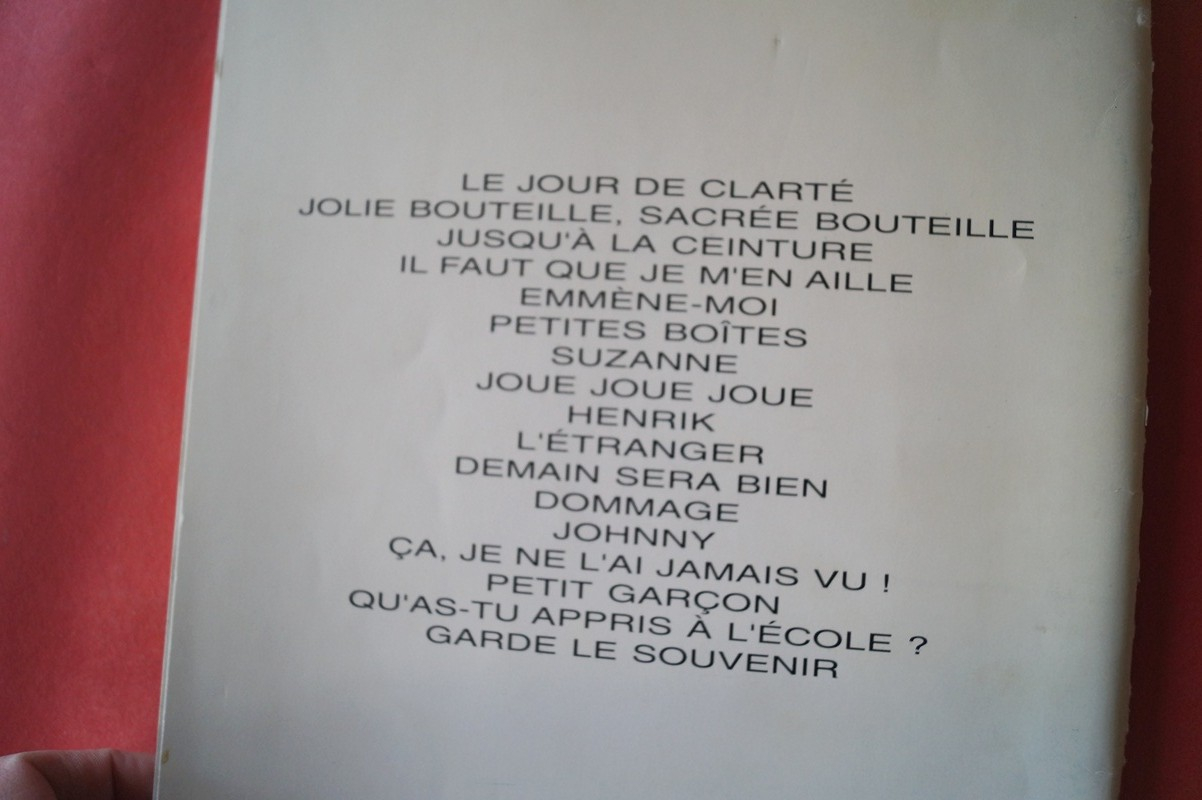 LE JOUR DE CLARTÉ
JOLIE BOUTEILLE, SACRÉE BOUTEILLE
JUSQU'À LA CEINTURE
IL FAUT QUE JE M'EN AILLE
EMMÈNE-MOI
PETITES BOÎTES
SUZANNE
JOUE JOUE JOUE
HENRIK
L'ÉTRANGER
DEMAIN SERA BIEN
DOMMAGE
JOHNNY
ÇA, JE NE L'AI JAMAIS VU !
PETIT GARÇON
QU'AS-TU APPRIS À L'ÉCOLE ?
GARDE LE SOUVENIR